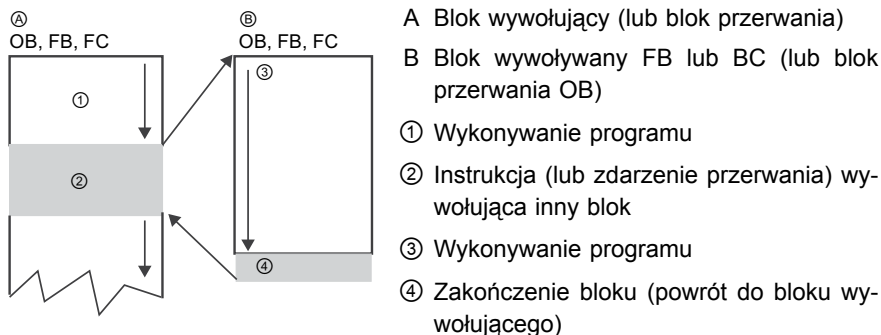 Ⓐ
OB, FB, FC
①
②
Ⓑ
OB, FB, FC
③
④
A Blok wywołujący (lub blok przerwania)
B Blok wywoływany FB lub BC (lub blok
przerwania OB)
① Wykonywanie programu
② Instrukcja (lub zdarzenie przerwania) wy-
wołująca inny blok
③ Wykonywanie programu
④ Zakończenie bloku (powrót do bloku wy-
wołującego)